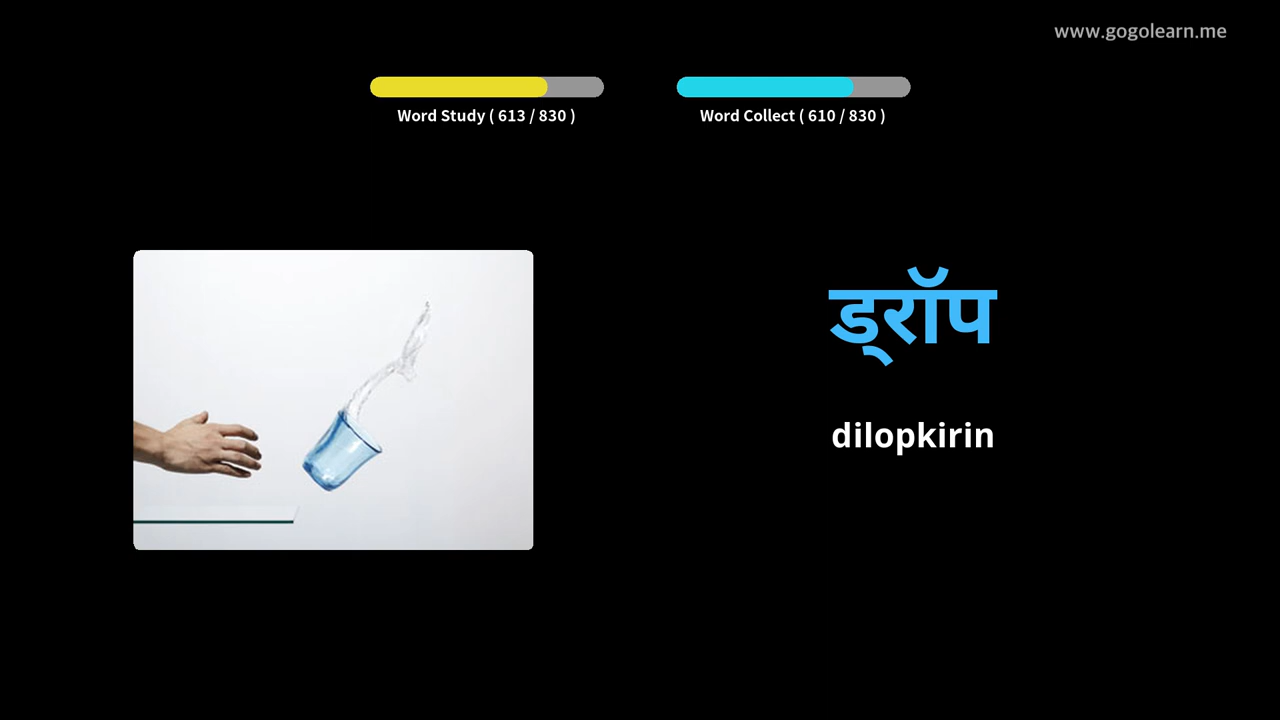 www.gogolearn.me
Word Study ( 613 / 830 )
Word Collect ( 610 / 830 )
ड्रॉप
dilopkirin